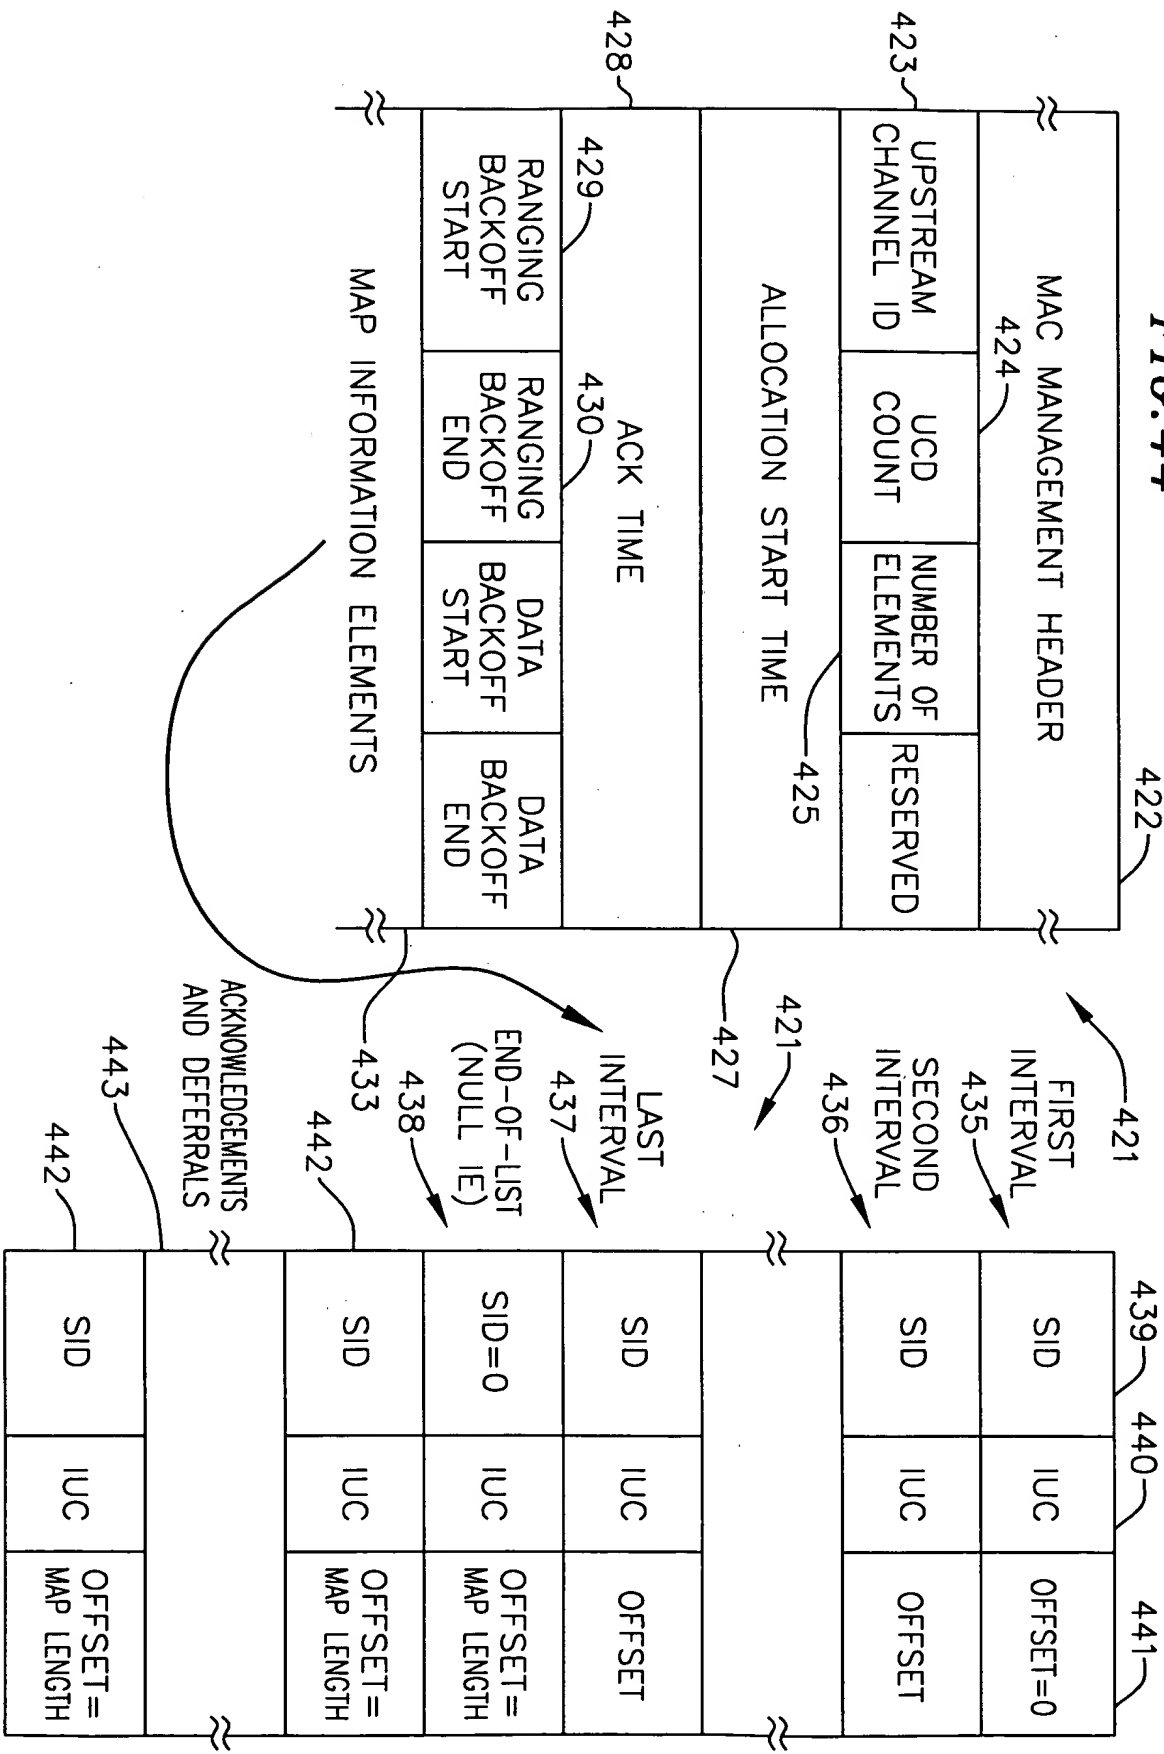 FIG.44
422
421
MAC MANAGEMENT HEADER
423
424
UPSTREAM
CHANNEL ID
UCD
COUNT
NUMBER OF
ELEMENTS
RESERVED
425
ALLOCATION START TIME
427
428
ACK TIME
429
430
RANGING
BACKOFF
START
RANGING
BACKOFF
END
DATA
BACKOFF
START
DATA
BACKOFF
END
433
MAP INFORMATION ELEMENTS
421
439
440
441
FIRST
INTERVAL
435
SID
IUC
OFFSET=0
SECOND
INTERVAL
436
SID
IUC
OFFSET
LAST
INTERVAL
437
SID
IUC
OFFSET
END-OF-LIST
(NULL IE)
438
SID=0
IUC
OFFSET=
MAP LENGTH
442
SID
IUC
OFFSET=
MAP LENGTH
ACKNOWLEDGEMENTS
AND DEFERRALS
443
442
SID
IUC
OFFSET=
MAP LENGTH